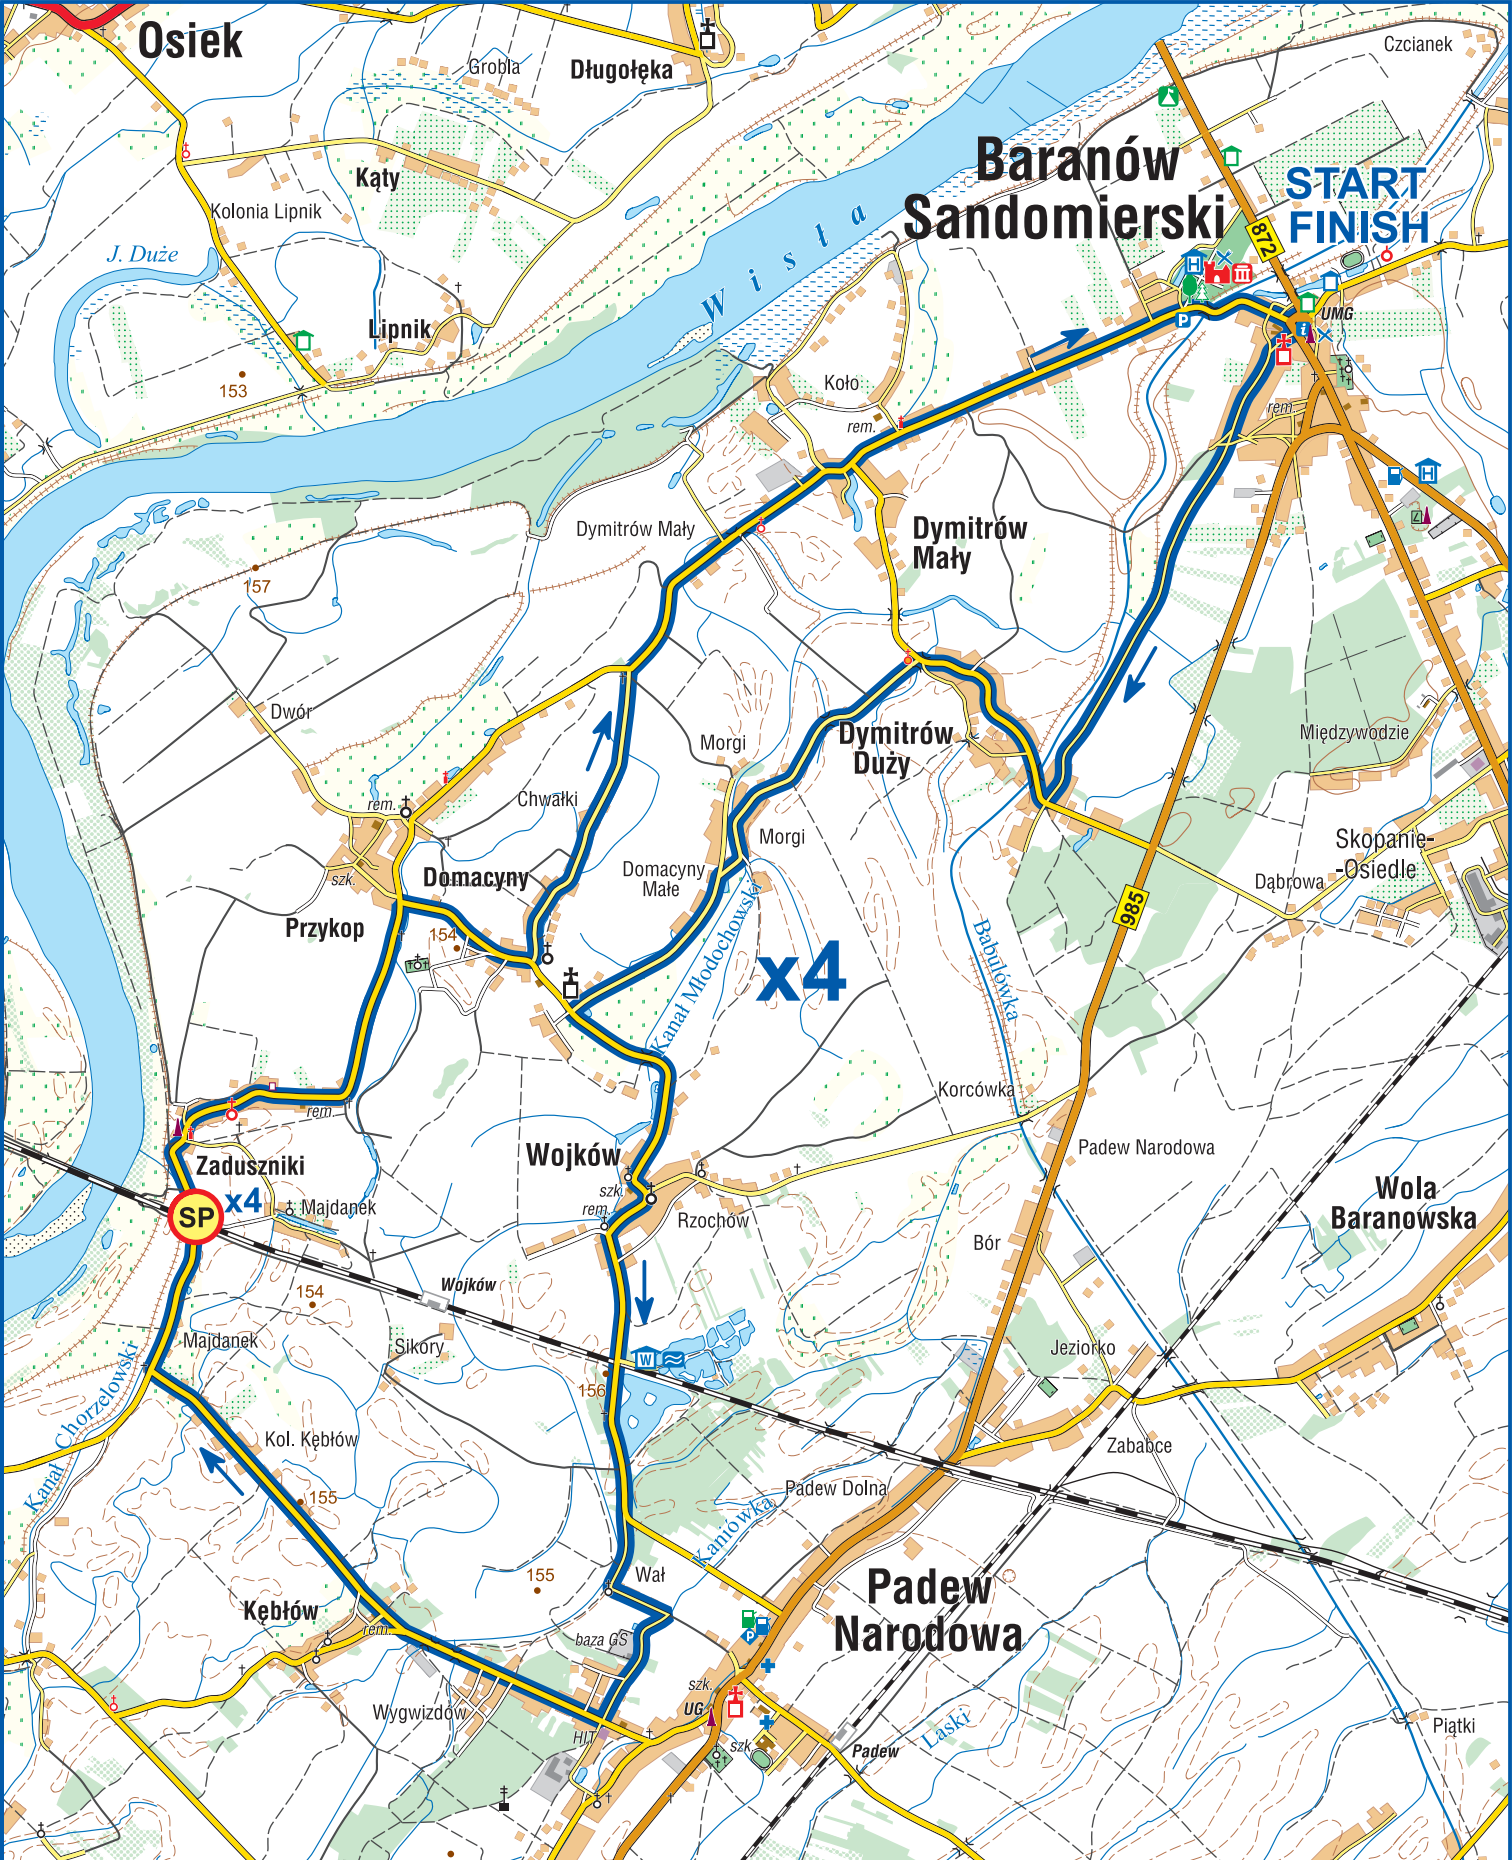 Osiek
Grobla
Długołęka
Czcianek
Kąty
Kolonia Lipnik
J. Duże
Baranów
Sandomierski
START
FINISH
872
Wisła
Lipnik
153
UMG
i
H
P
Koło
rem.
rem.
H
Dymitrów Mały
Dymitrów
Mały
157
Dwór
Morgi
Dymitrów
Duży
Międzywodzie
Chwałki
rem.
Morgi
Skopanie-
-Osiedle
szk.
Domacyny
Domacyny
Małe
Dąbrowa
985
Przykop
154
Kanał Młodochowski
x4
Babulówka
Korcówka
rem.
Zaduszniki
Wojków
Padew Narodowa
szk.
rem.
SP
x4
Majdanek
Rzochów
Wola
Baranowska
Bór
Wojków
154
Majdanek
Sikory
W
Jeziorko
156
Kanał Chorzelowski
Kol. Kębłów
Zababce
155
Padew Dolna
Kaniówka
155
Wał
Padew
Narodowa
Kębłów
rem.
baza GS
P
szk.
UG
Wygwizdów
HIT
szk.
Padew
Łaski
Piątki